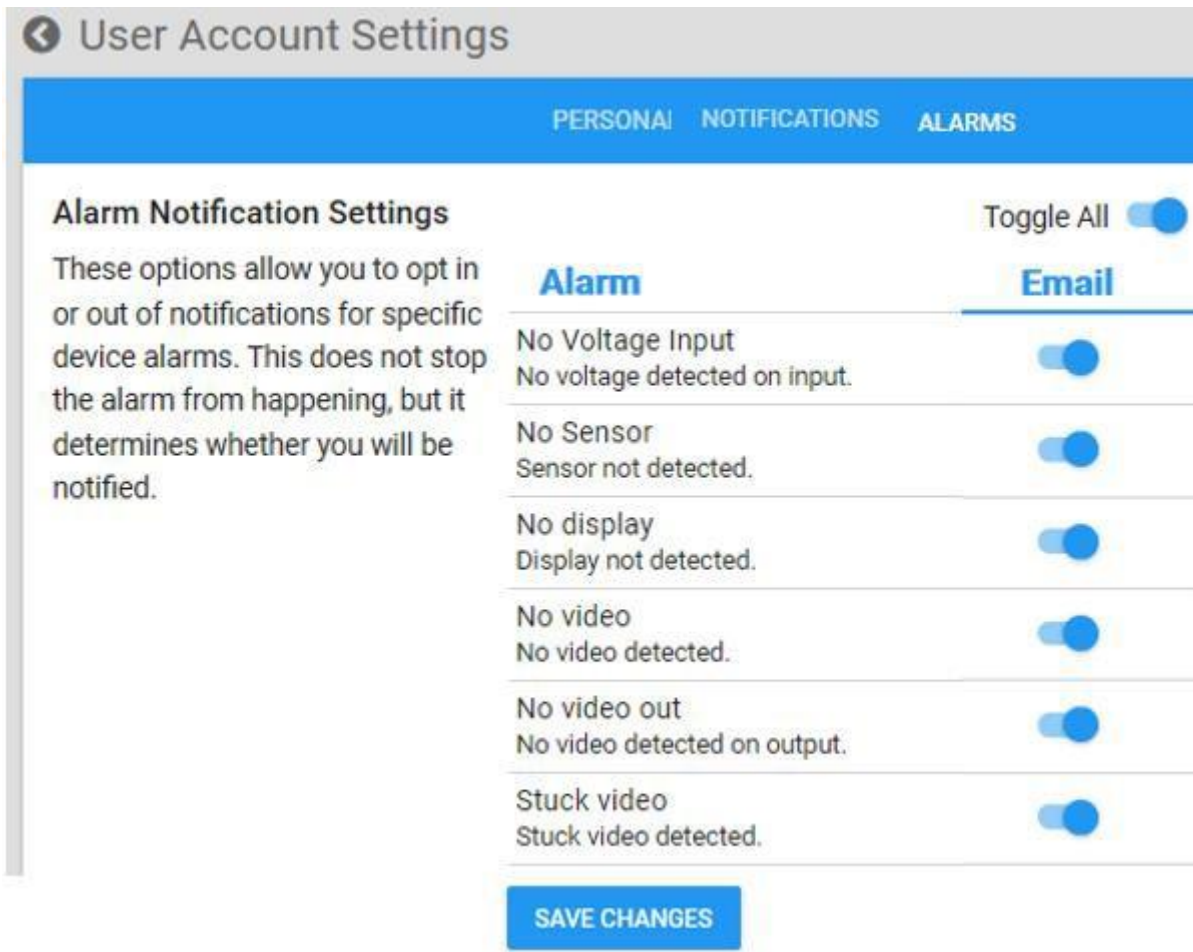 User Account Settings
PERSONAL NOTIFICATIONS ALARMS
Alarm Notification Settings
These options allow you to opt in
or out of notifications for specific
device alarms. This does not stop
the alarm from happening, but it
determines whether you will be
notified.
Toggle All
Alarm Email
No Voltage Input
No voltage detected on input.
No Sensor
Sensor not detected.
No display
Display not detected.
No video
No video detected.
No video out
No video detected on output.
Stuck video
Stuck video detected.
SAVE CHANGES